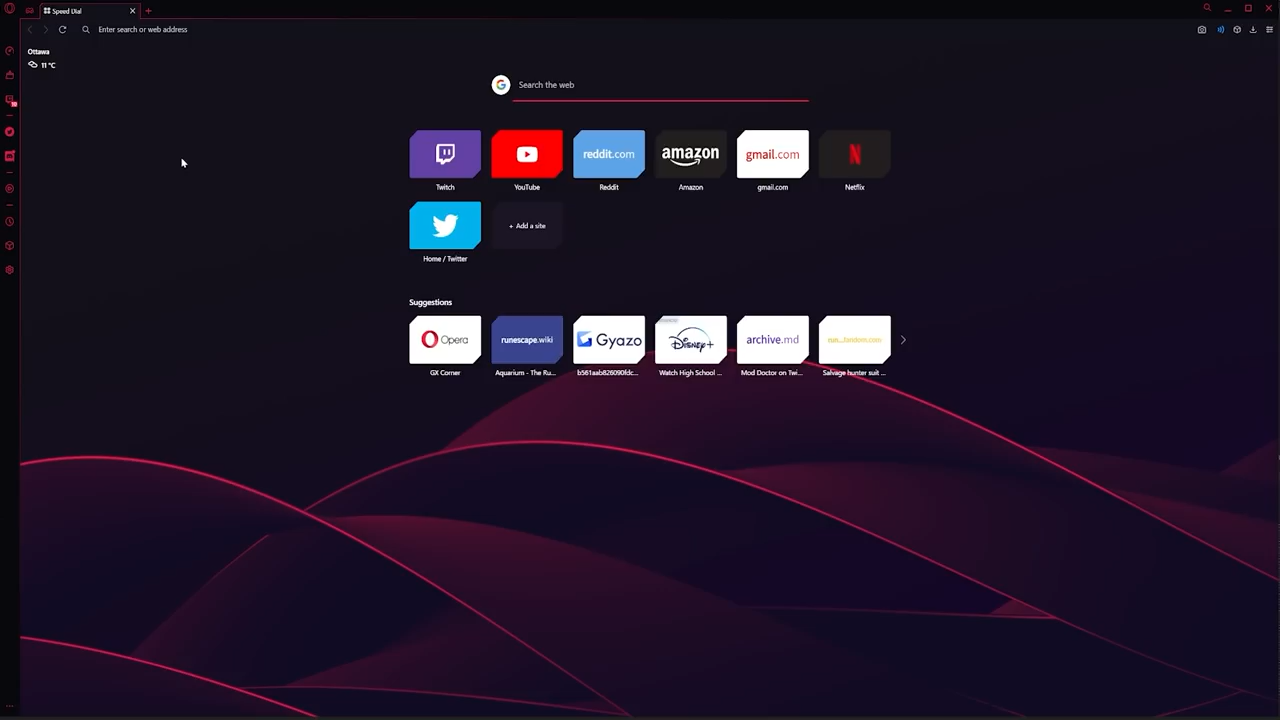 Speed Dial
Enter search or web address
Ottawa
11 °C
Search the web
reddit.com
amazon
gmail.com
Twitch
YouTube
Reddit
Amazon
gmail.com
Netflix
+ Add a site
Home / Twitter
Suggestions
Opera
runescape.wiki
Gyazo
Disney+
archive.md
GX Corner
Aquarium - The Ru...
b561aab826090fdc...
Watch High School ...
Mod Doctor on Twi...
Salvage hunter suit ...